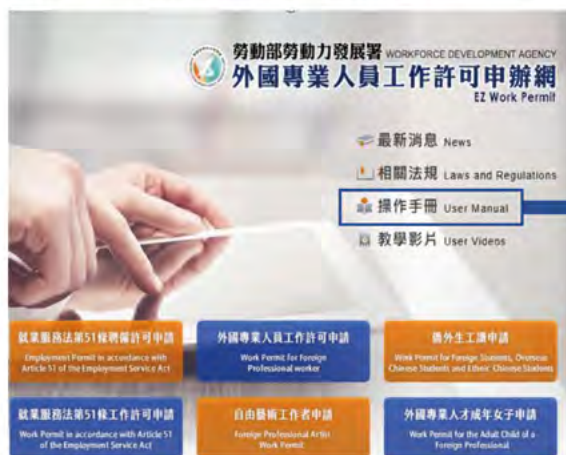 勞動部勞動力發展署 WORKFORCE DEVELOPMENT AGENCY
外國專業人員工作許可申辦網
EZ Work Permit
最新消息 News
相關法規 Laws and Regulations
操作手冊 User Manual
教學影片 User Videos
就業服務法第51條聘僱許可申請
Employment Permit in accordance with
Article 51 of the Employment Service Act
外國專業人員工作許可申請
Work Permit for Foreign
Professional worker
僑外生工讀申請
Work Permit for Foreign Students, Overseas
Chinese Students and Ethnic Chinese Students
就業服務法第51條工作許可申請
Work Permit in accordance with Article 51
of the Employment Service Act
自由藝術工作者申請
Foreign Professional Artist
Work Permit
外國專業人才成年子女申請
Work Permit for the Adult Child of a
Foreign Professional